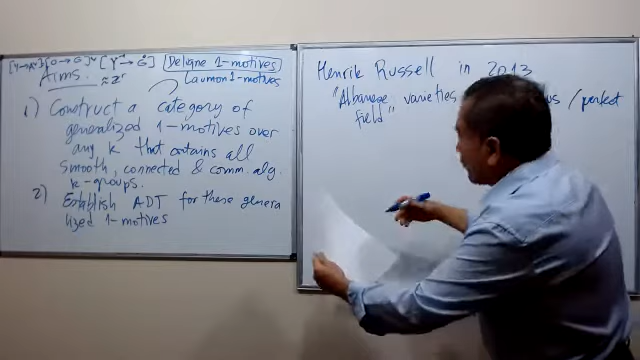 Deligne 1-motives
Laumon 1-motives
Aims.
1) Construct a category of
generalized 1-motives over
any k that contains all
smooth, connected & comm. alg.
k-groups.
2) Establish ADT for these genera
lized 1-motives
Henrik Russell in 2013
"Albanese varieties / perfect
field"